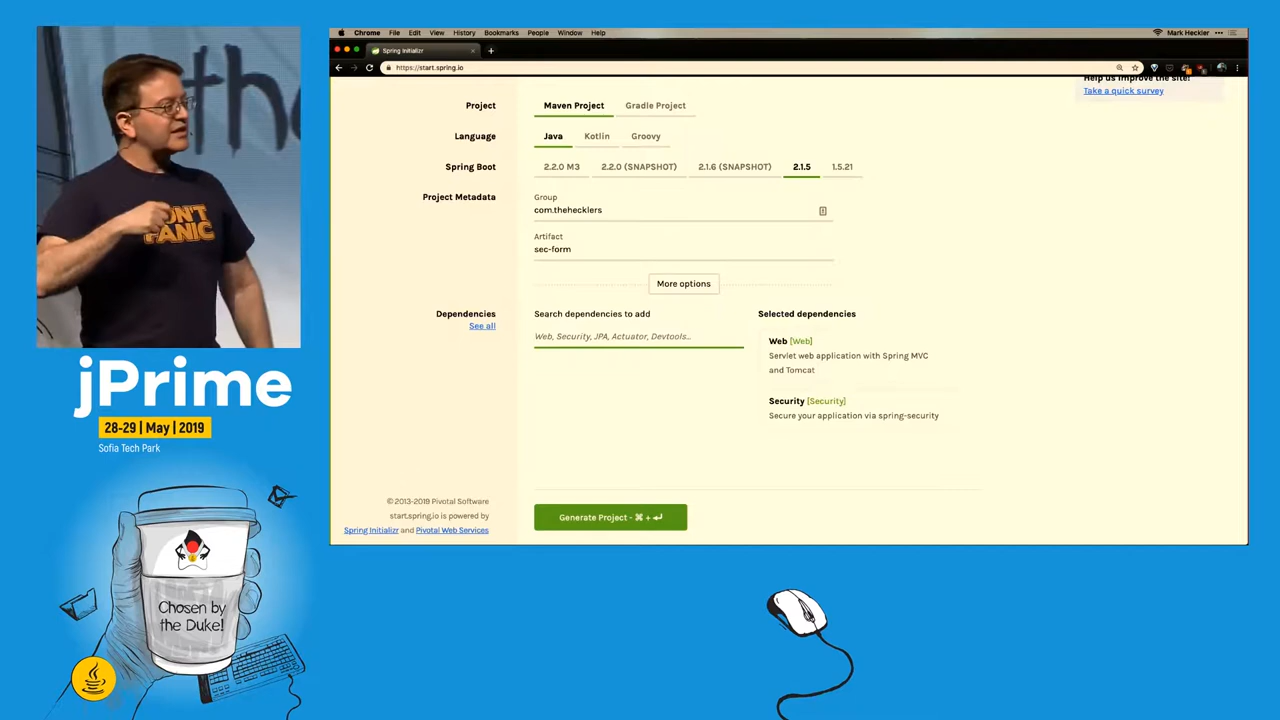 th
DON'T
PANIC
jPrime
28-29 | May | 2019
Sofia Tech Park
Chosen by
the Duke!
Chrome File Edit View History Bookmarks People Window Help
Mark Heckler
Spring Initializr
https://start.spring.io
Help us improve the site!
Take a quick survey
Project
Maven Project Gradle Project
Language
Java Kotlin Groovy
Spring Boot
2.2.0 M3 2.2.0 (SNAPSHOT) 2.1.6 (SNAPSHOT) 2.1.5 1.5.21
Project Metadata
Group
com.thehecklers
Artifact
sec-form
More options
Dependencies
See all
Search dependencies to add
Web, Security, JPA, Actuator, Devtools...
Selected dependencies
Web [Web]
Servlet web application with Spring MVC
and Tomcat
Security [Security]
Secure your application via spring-security
© 2013-2019 Pivotal Software
start.spring.io is powered by
Spring Initializr and Pivotal Web Services
Generate Project - ⌘ + ↵